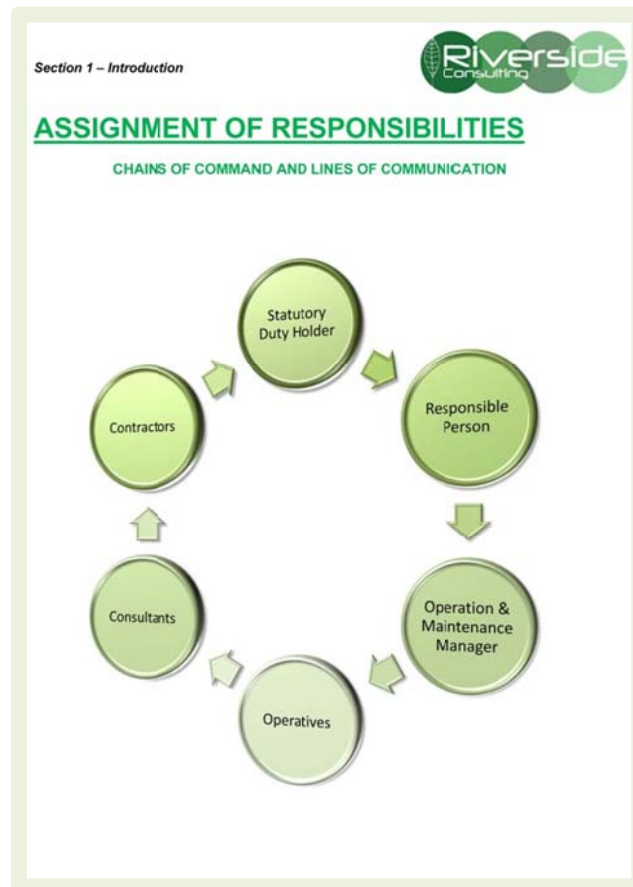 Section 1 – Introduction
Riverside
Consulting
ASSIGNMENT OF RESPONSIBILITIES
CHAINS OF COMMAND AND LINES OF COMMUNICATION
Statutory
Duty Holder
Responsible
Person
Operation &
Maintenance
Manager
Operatives
Consultants
Contractors